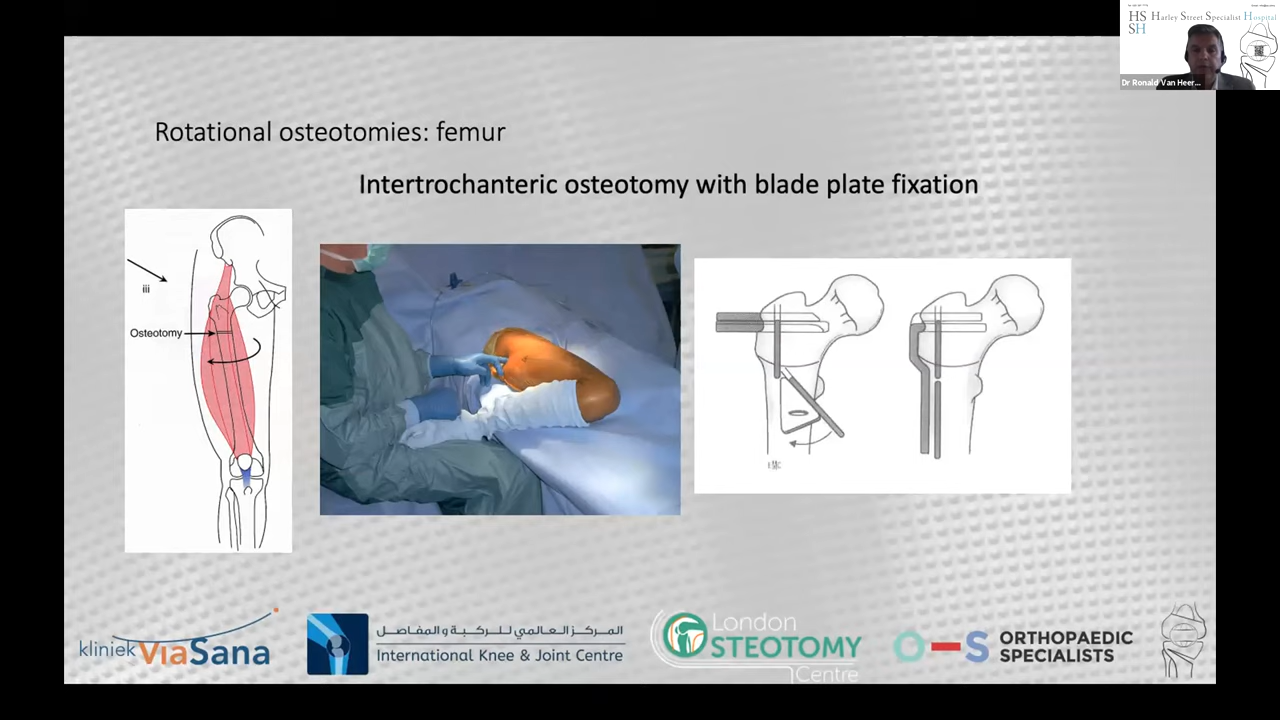 HS Harley Street Specialist Hospital
SH
Dr Ronald Van Heer...
Rotational osteotomies: femur
Intertrochanteric osteotomy with blade plate fixation
iii
Osteotomy
kliniek ViaSana
المركز العالمي للركبة والمفاصل
International Knee & Joint Centre
London
OSTEOTOMY
Centre
O-S ORTHOPAEDIC
SPECIALISTS